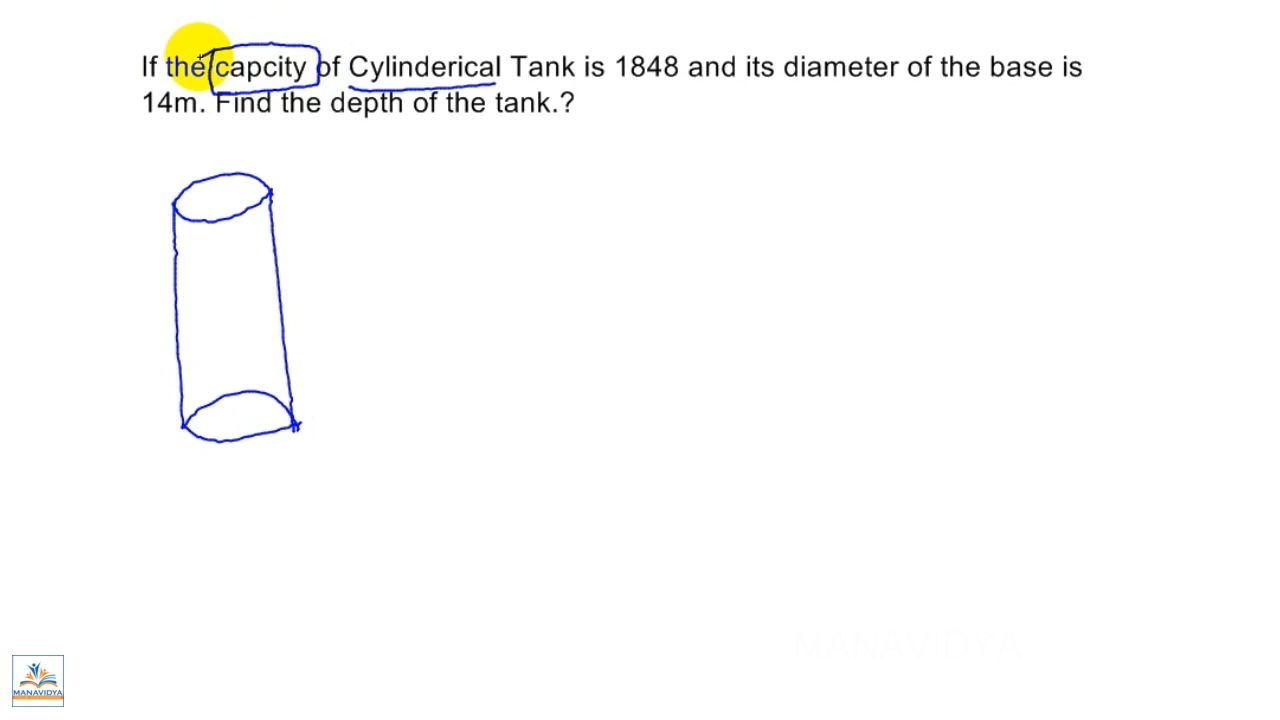 If the capcity of Cylinderical Tank is 1848 and its diameter of the base is
14m. Find the depth of the tank.?
MANAVIDYA
MANAVIDYA